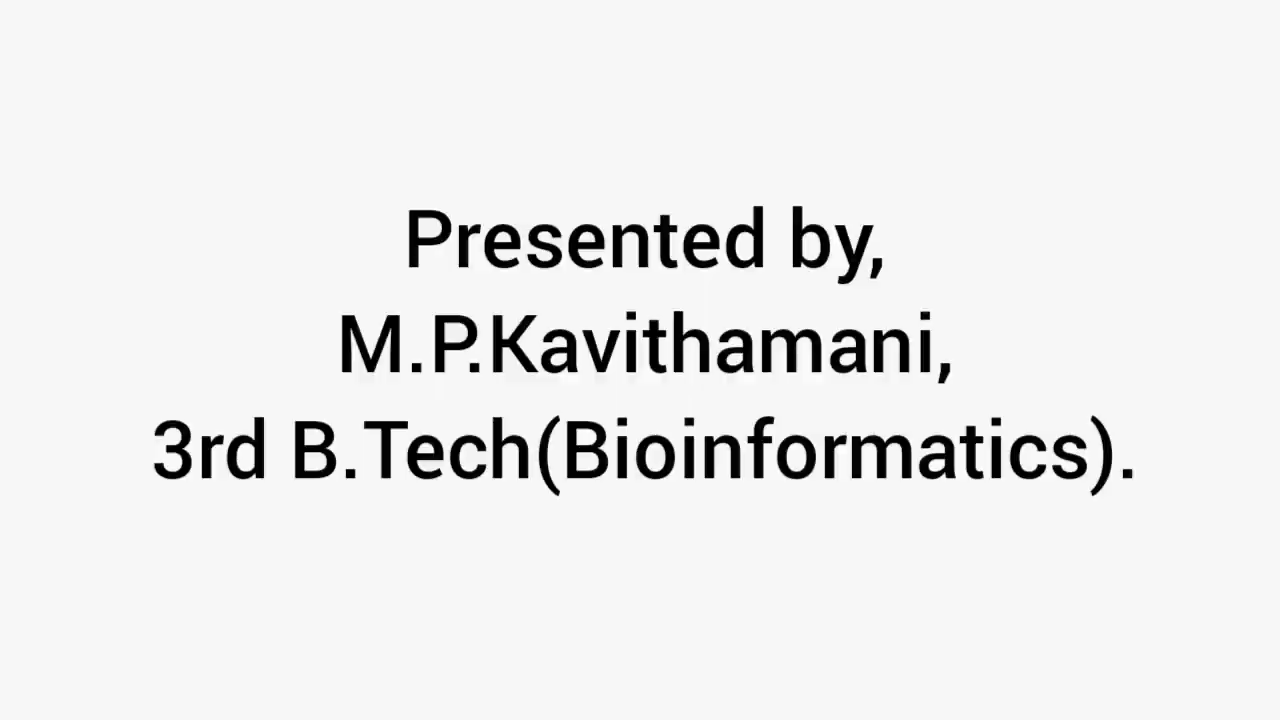 Presented by,
M.P.Kavithamani,
3rd B.Tech(Bioinformatics).